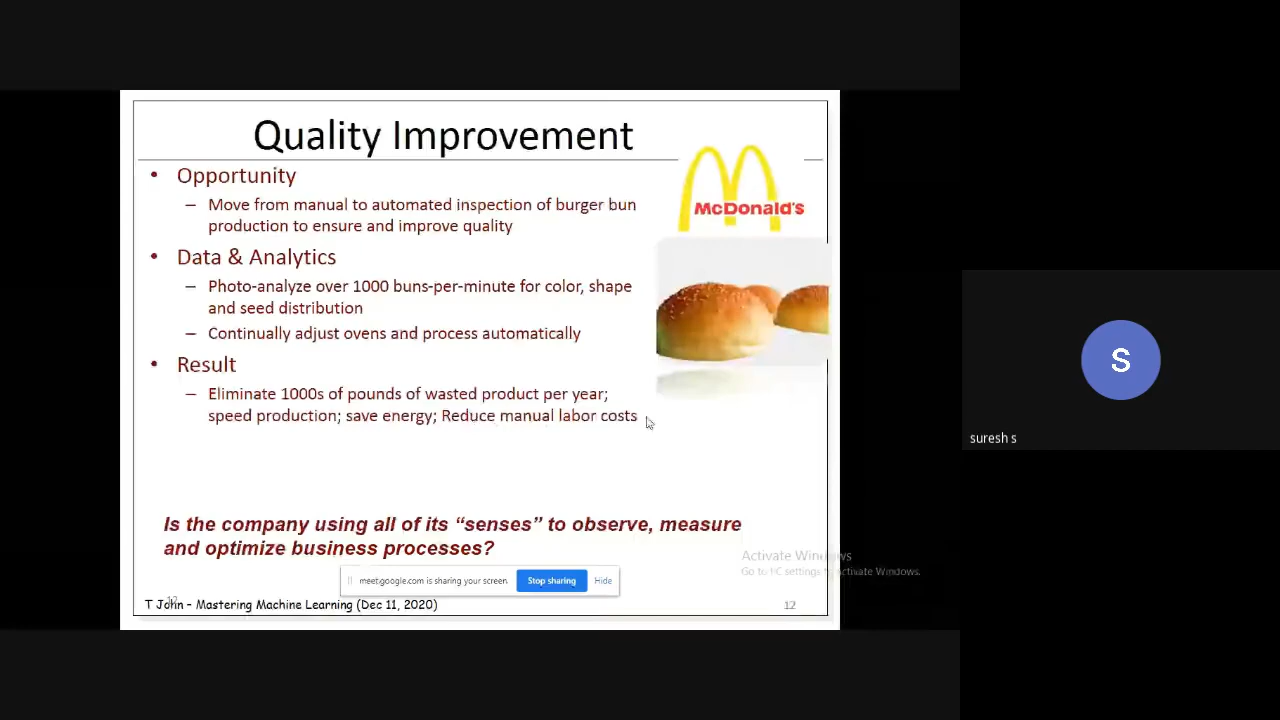 Quality Improvement
McDonald's
• Opportunity
– Move from manual to automated inspection of burger bun
production to ensure and improve quality
• Data & Analytics
– Photo-analyze over 1000 buns-per-minute for color, shape
and seed distribution
– Continually adjust ovens and process automatically
• Result
– Eliminate 1000s of pounds of wasted product per year;
speed production; save energy; Reduce manual labor costs
Is the company using all of its “senses” to observe, measure
and optimize business processes?
Activate Windows
Go to PC settings to activate Windows.
meet.google.com is sharing your screen.
Stop sharing
Hide
12
T John – Mastering Machine Learning (Dec 11, 2020)
12
S
suresh s